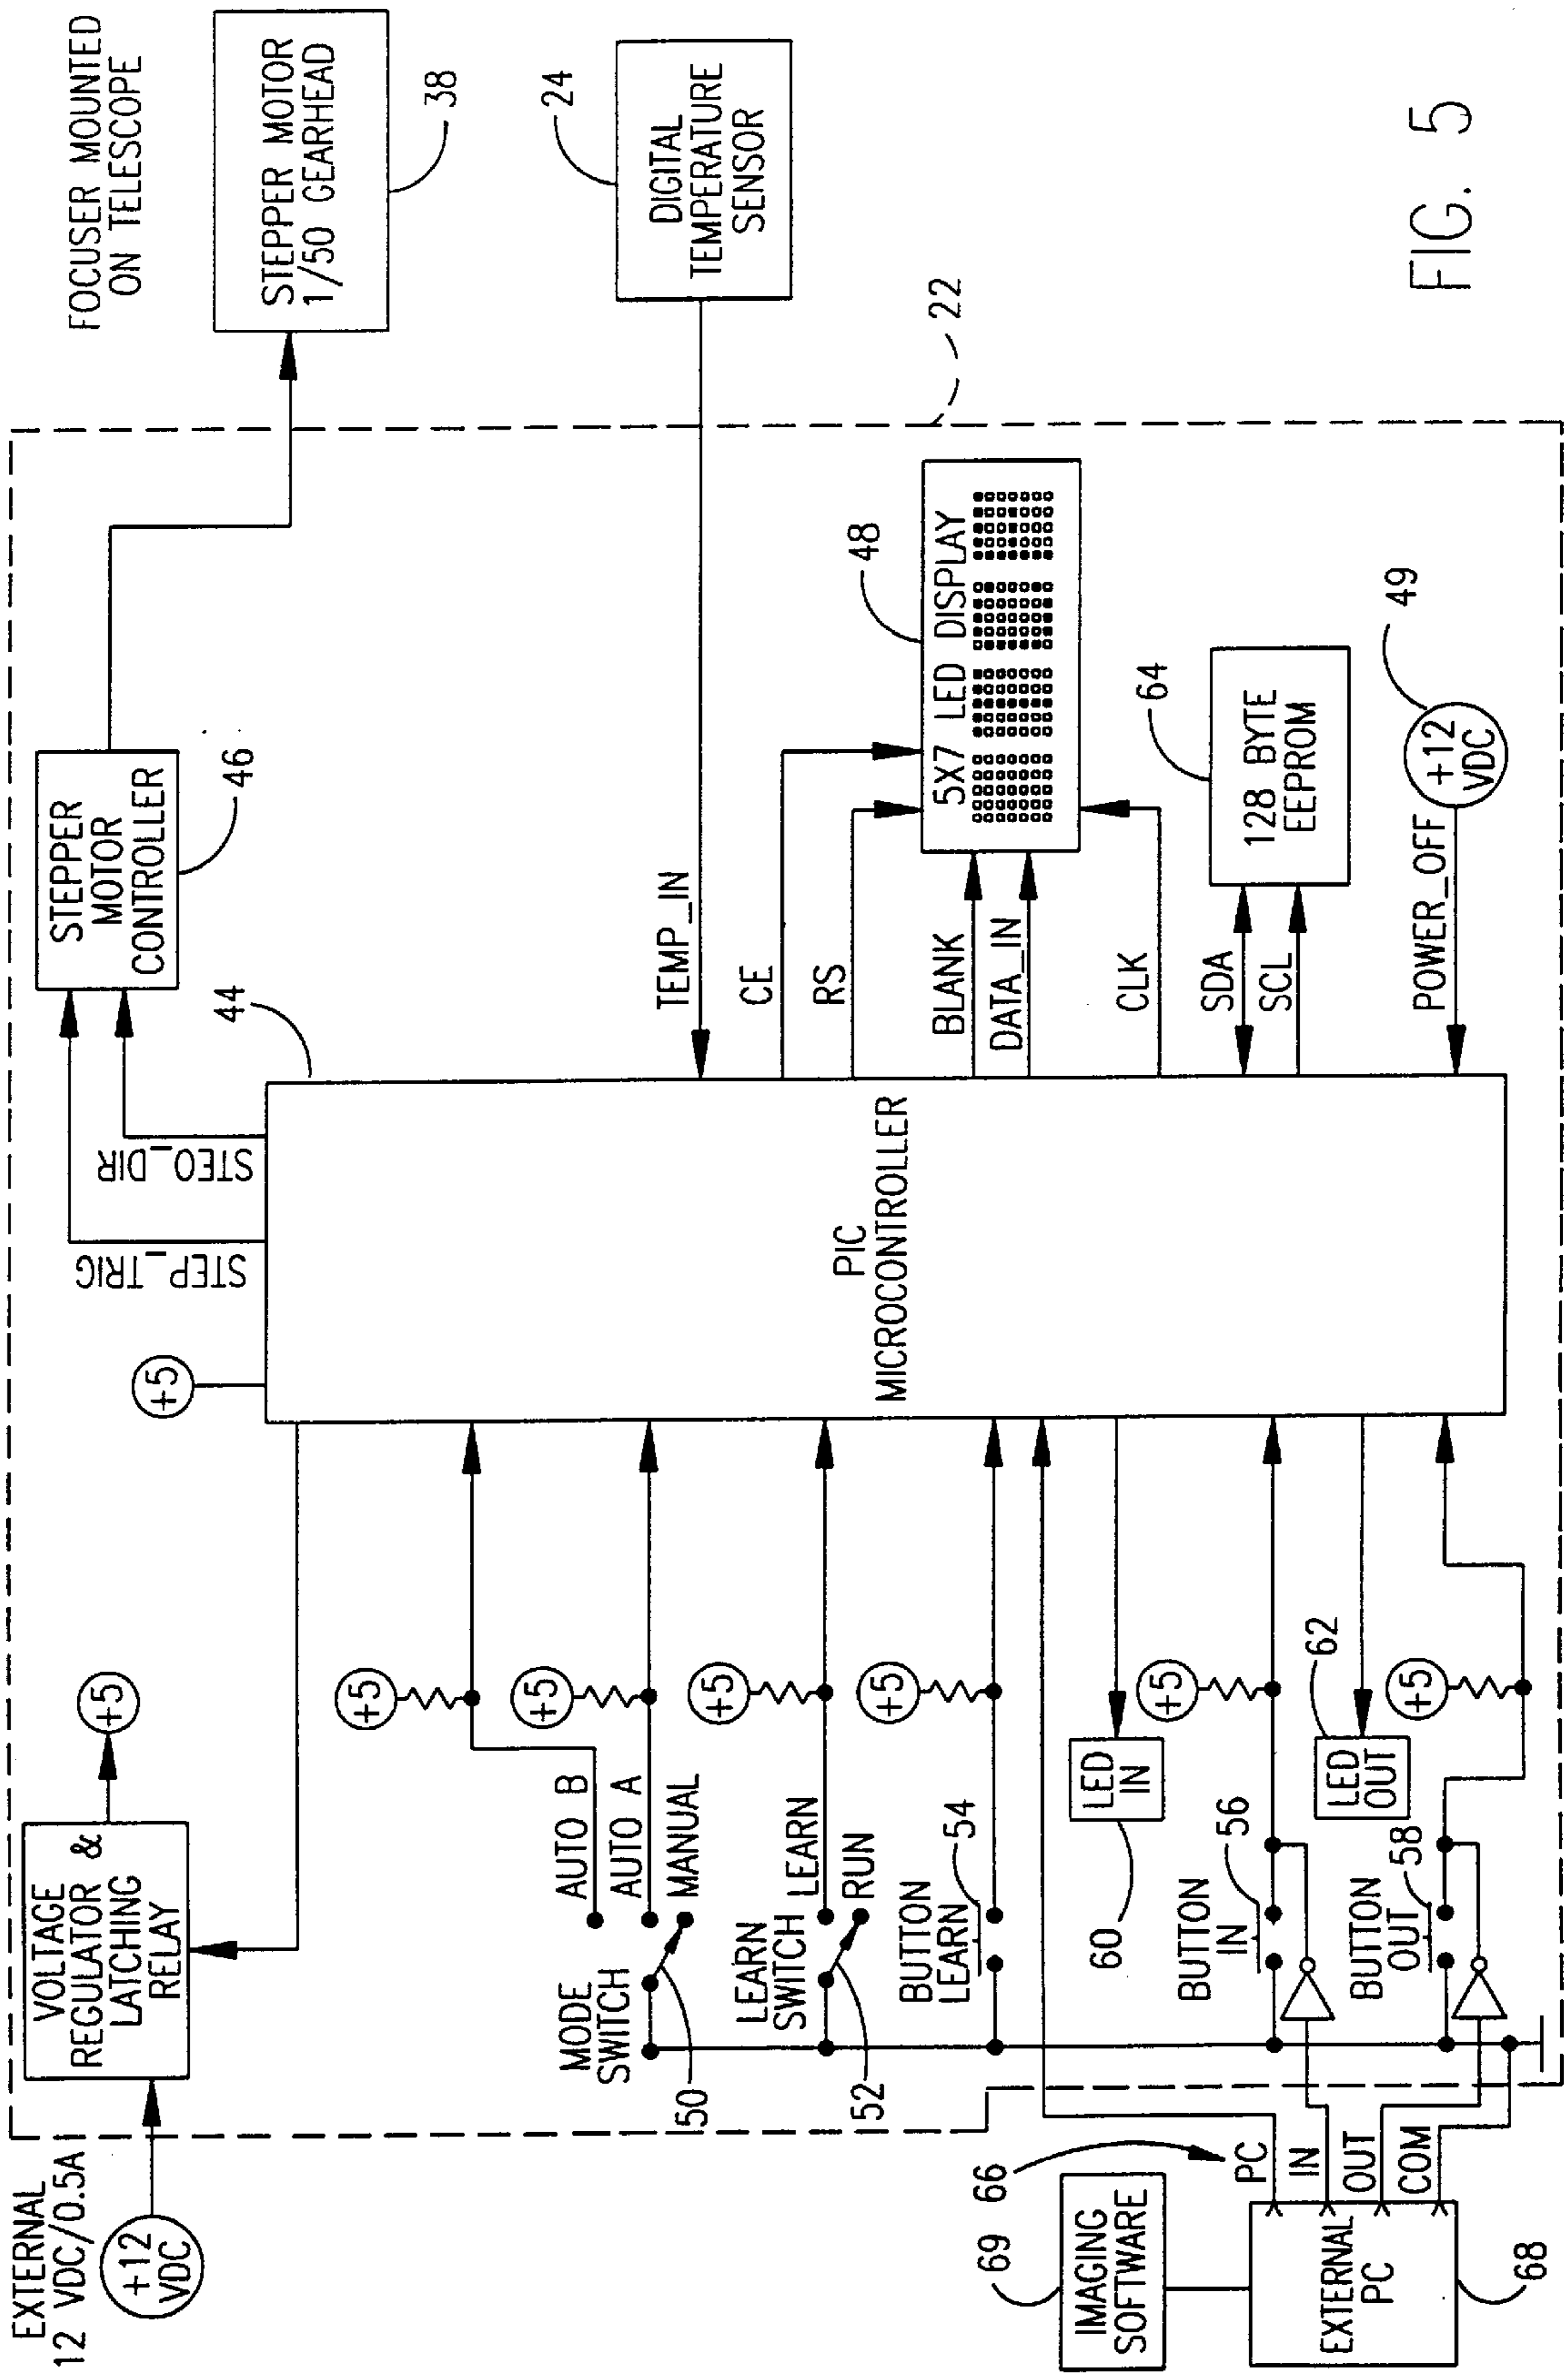 EXTERNAL
12 VDC/0.5A
+12
VDC
VOLTAGE
REGULATOR &
LATCHING
RELAY
+5
+5
STEP_TRIG
STEO_DIR
44
STEPPER
MOTOR
CONTROLLER
46
FOCUSER MOUNTED
ON TELESCOPE
STEPPER MOTOR
1/50 GEARHEAD
38
24
DIGITAL
TEMPERATURE
SENSOR
22
MODE
SWITCH
50
AUTO B
AUTO A
MANUAL
+5
+5
LEARN
SWITCH
52
LEARN
RUN
+5
BUTTON
LEARN
54
+5
LED
IN
60
BUTTON
IN
56
+5
LED
OUT
62
BUTTON
OUT
58
+5
PIC
MICROCONTROLLER
TEMP_IN
CE
RS
BLANK
DATA_IN
CLK
5X7 LED DISPLAY
48
SDA
SCL
128 BYTE
EEPROM
64
POWER_OFF
+12
VDC
49
IMAGING
SOFTWARE
69
66
PC
IN
OUT
COM
EXTERNAL
PC
68
FIG. 5